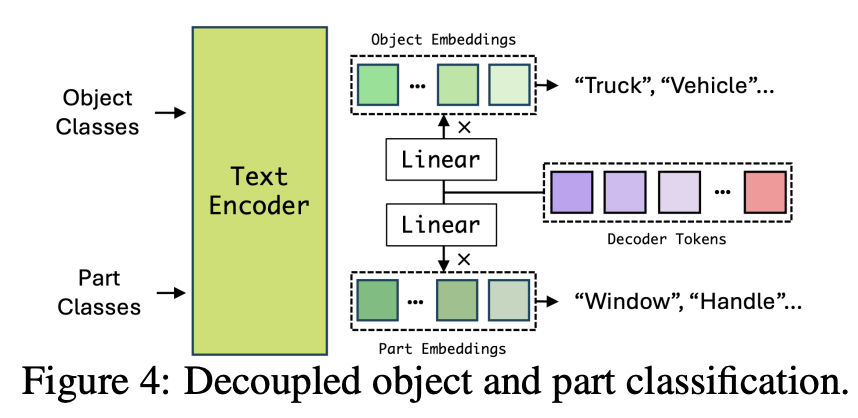 Object Embeddings
Object
Classes
"Truck", "Vehicle"...
×
Linear
Text
Encoder
Linear
Decoder Tokens
×
Part
Classes
"Window", "Handle"...
Part Embeddings
Figure 4: Decoupled object and part classification.